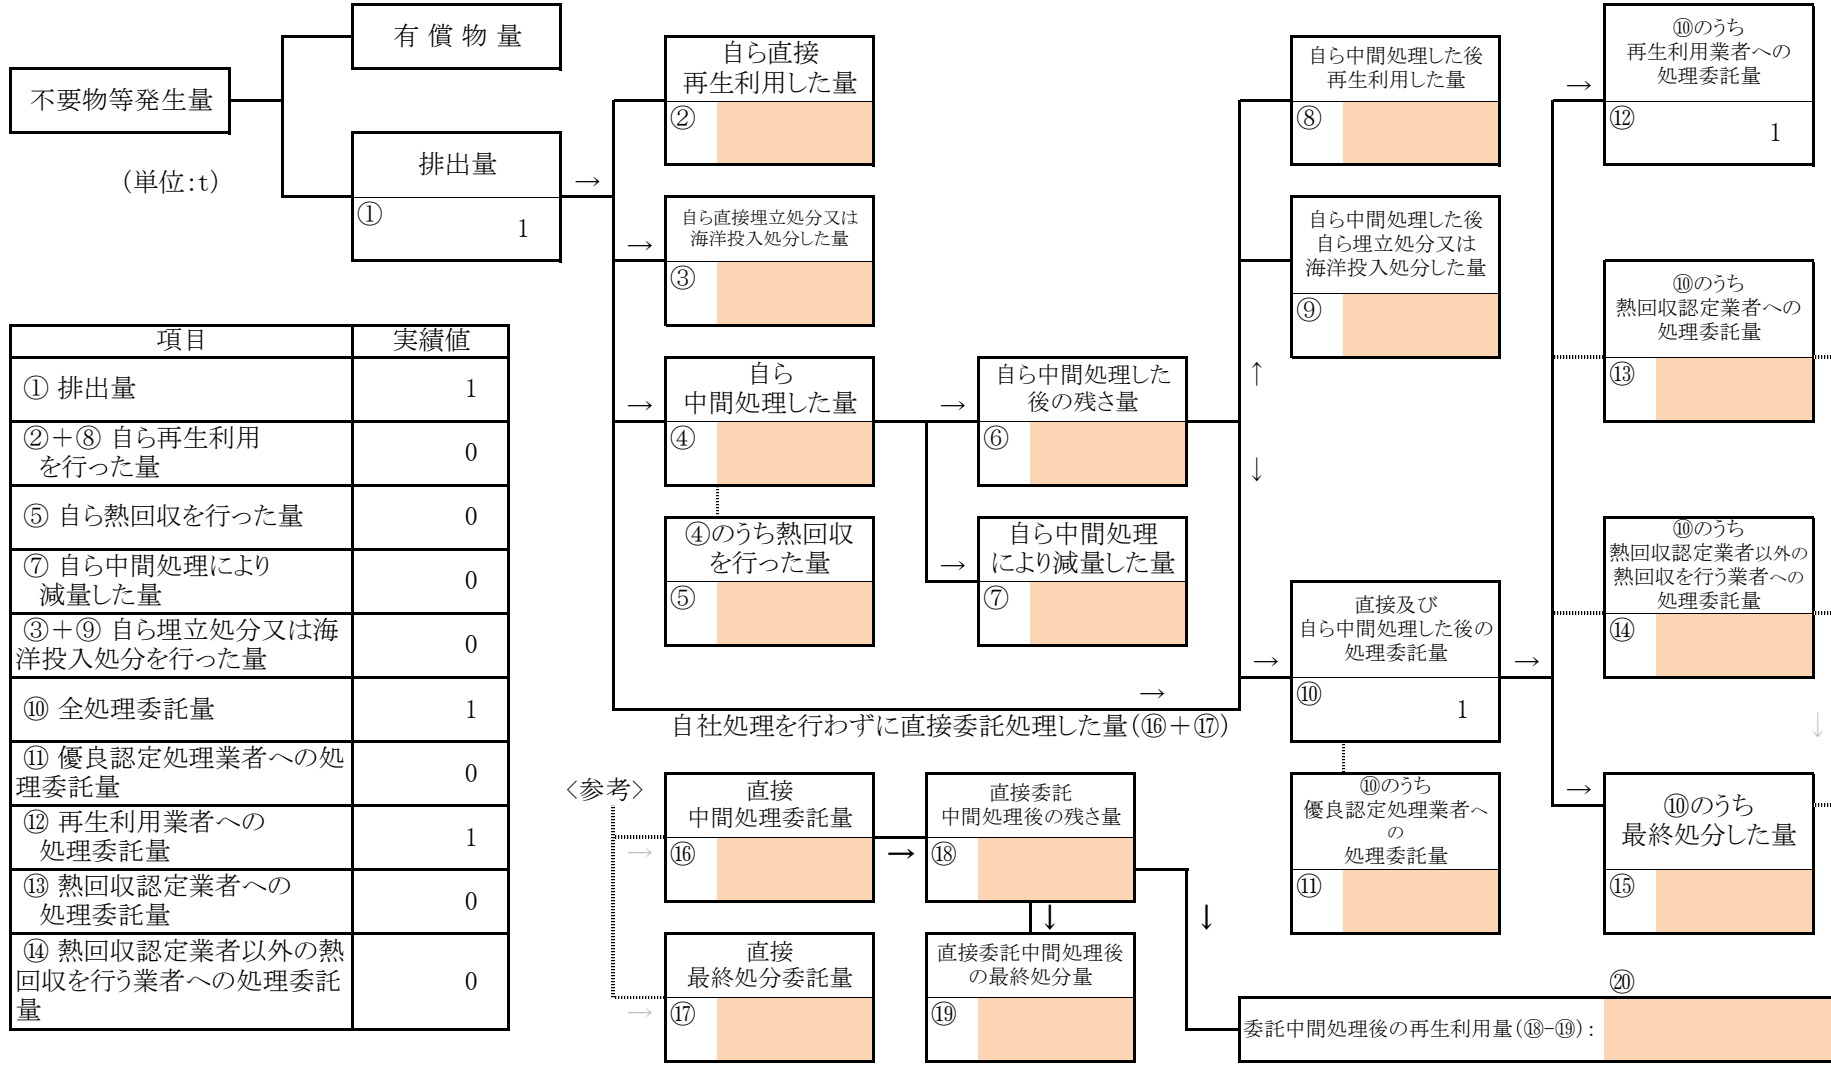 有償物量
不要物等発生量
(単位:t)
排出量
→
①
1
自ら直接
再生利用した量
②
自ら直接埋立処分又は
海洋投入処分した量
→
③
自ら
中間処理した量
→
④
④のうち熱回収
を行った量
⑤
自ら中間処理した
後の残さ量
→
⑥
自ら中間処理
により減量した量
→
⑦
自ら中間処理した後
再生利用した量
⑧
自ら中間処理した後
自ら埋立処分又は
海洋投入処分した量
⑨
↑
↓
直接及び
自ら中間処理した後の
処理委託量
→
→
⑩
1
→
自社処理を行わずに直接委託処理した量(⑯+⑰)
⑩のうち
優良認定処理業者へ
の
処理委託量
⑪
⑩のうち
再生利用業者への
処理委託量
→
⑫
1
⑩のうち
熱回収認定業者への
処理委託量
⑬
⑩のうち
熱回収認定業者以外の
熱回収を行う業者への
処理委託量
⑭
↓
⑩のうち
最終処分した量
→
⑮
項目 実績値
① 排出量 1
②+⑧ 自ら再生利用
を行った量 0
⑤ 自ら熱回収を行った量 0
⑦ 自ら中間処理により
減量した量 0
③+⑨ 自ら埋立処分又は海
洋投入処分を行った量 0
⑩ 全処理委託量 1
⑪ 優良認定処理業者への処
理委託量 0
⑫ 再生利用業者への
処理委託量 1
⑬ 熱回収認定業者への
処理委託量 0
⑭ 熱回収認定業者以外の熱
回収を行う業者への処理委託
量 0
<参考>
直接
中間処理委託量
→
⑯
直接
最終処分委託量
→
⑰
直接委託
中間処理後の残さ量
→
⑱
↓
↓
直接委託中間処理後
の最終処分量
⑲
⑳
委託中間処理後の再生利用量(⑱-⑲):